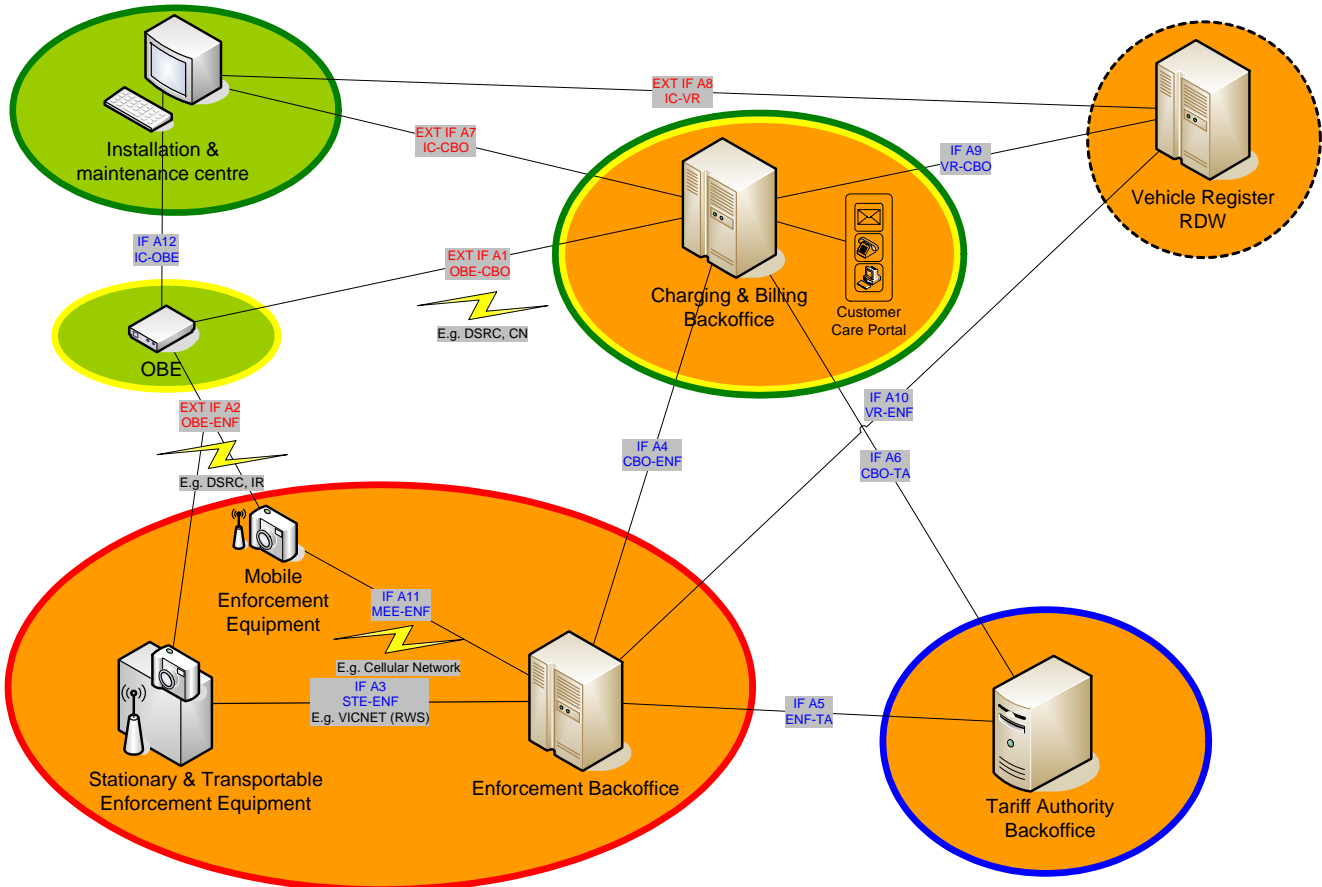 EXT IF A8
IC-VR
EXT IF A7
IC-CBO
Installation &
maintenance centre
IF A9
VR-CBO
Vehicle Register
RDW
IF A12
IC-OBE
EXT IF A1
OBE-CBO
E.g. DSRC, CN
Charging & Billing
Backoffice
Customer
Care Portal
OBE
EXT IF A2
OBE-ENF
E.g. DSRC, IR
IF A10
VR-ENF
IF A4
CBO-ENF
IF A6
CBO-TA
Mobile
Enforcement
Equipment
IF A11
MEE-ENF
E.g. Cellular Network
IF A3
STE-ENF
E.g. VICNET (RWS)
IF A5
ENF-TA
Stationary & Transportable
Enforcement Equipment
Enforcement Backoffice
Tariff Authority
Backoffice